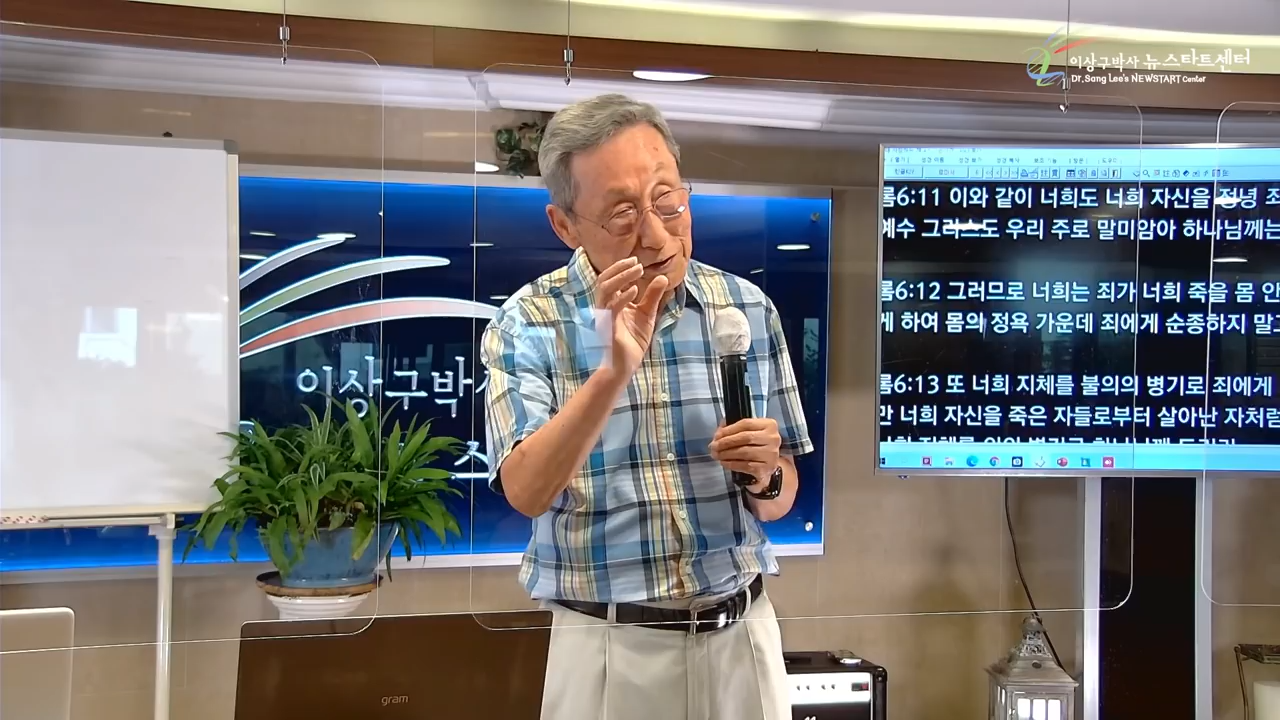 이상구박사 뉴스타트센터
Dr. Sang Lee's NEWSTART Center
이상구박사
롬6:11 이와 같이 너희도 너희 자신을 정녕 죄
예수 그리스도 우리 주로 말미암아 하나님께는
롬6:12 그러므로 너희는 죄가 너희 죽을 몸 안
게 하여 몸의 정욕 가운데 죄에게 순종하지 말고
롬6:13 또 너희 지체를 불의의 병기로 죄에게
만 너희 자신을 죽은 자들로부터 살아난 자처럼
gram